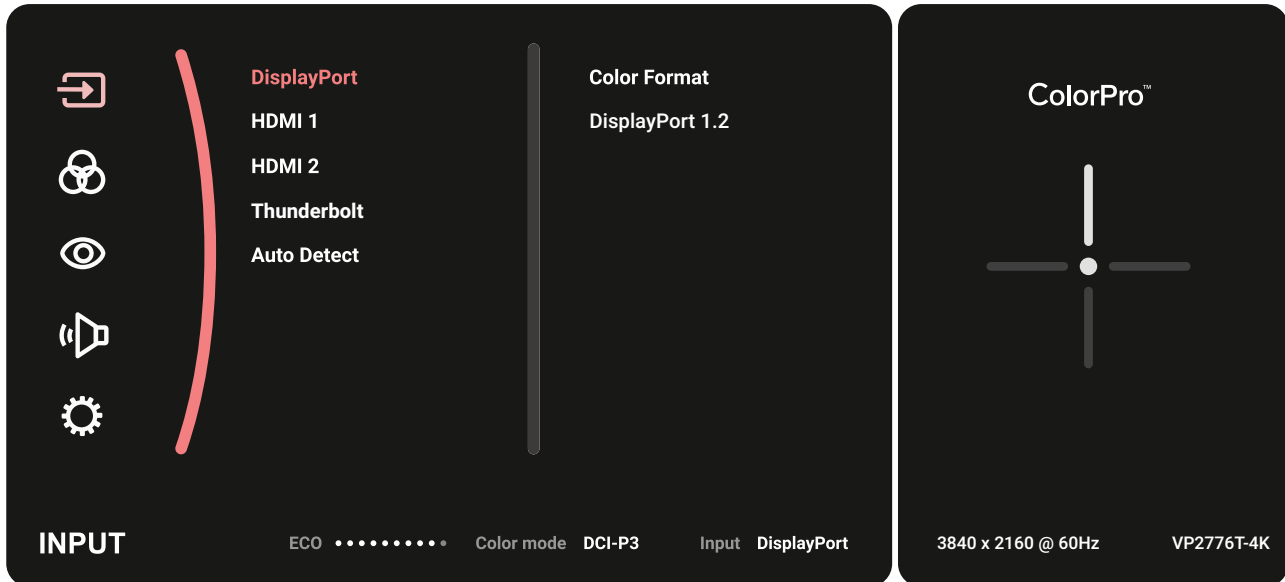 DisplayPort
HDMI 1
HDMI 2
Thunderbolt
Auto Detect
Color Format
DisplayPort 1.2
INPUT
ECO
Color mode DCI-P3
Input DisplayPort
ColorPro™
3840 x 2160 @ 60Hz
VP2776T-4K